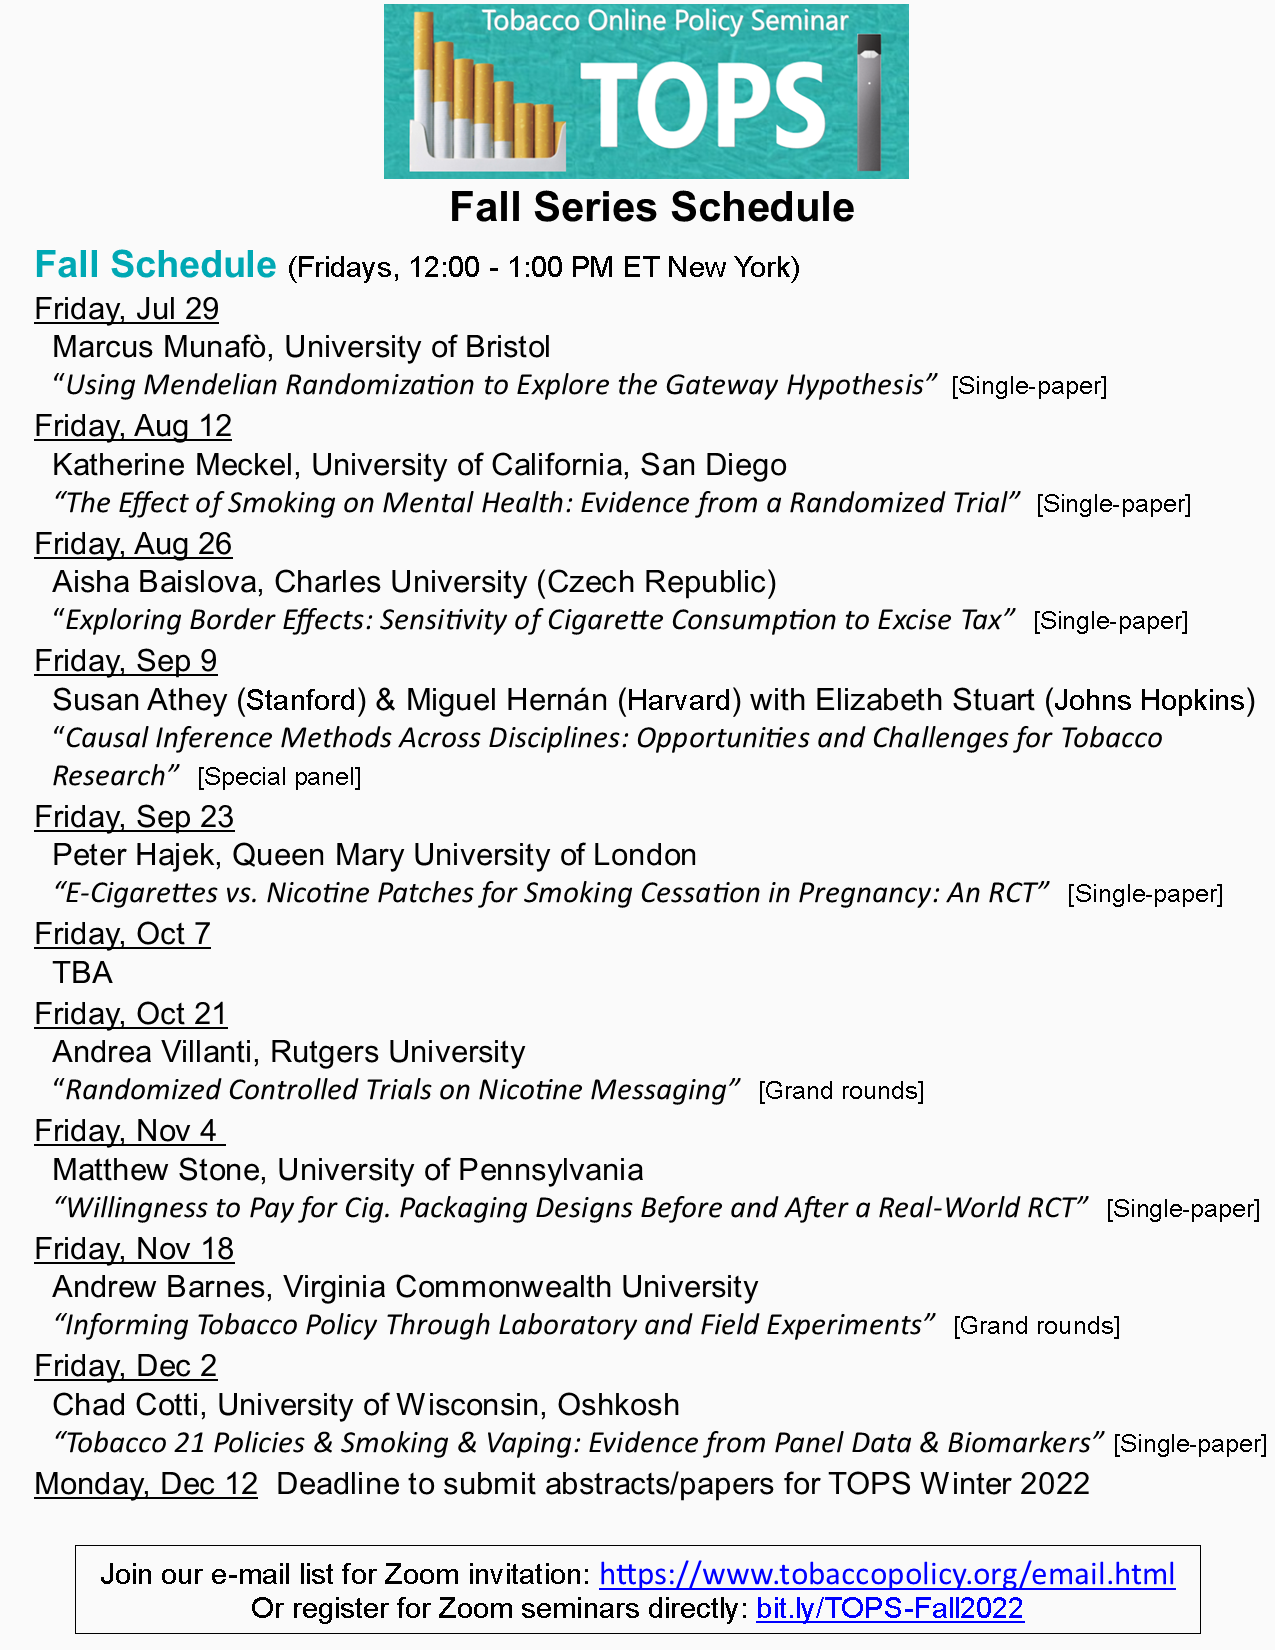 Tobacco Online Policy Seminar
TOPS
Fall Series Schedule
Fall Schedule (Fridays, 12:00 - 1:00 PM ET New York)
Friday, Jul 29
Marcus Munafò, University of Bristol
“Using Mendelian Randomization to Explore the Gateway Hypothesis” [Single-paper]
Friday, Aug 12
Katherine Meckel, University of California, San Diego
“The Effect of Smoking on Mental Health: Evidence from a Randomized Trial” [Single-paper]
Friday, Aug 26
Aisha Baislova, Charles University (Czech Republic)
“Exploring Border Effects: Sensitivity of Cigarette Consumption to Excise Tax” [Single-paper]
Friday, Sep 9
Susan Athey (Stanford) & Miguel Hernán (Harvard) with Elizabeth Stuart (Johns Hopkins)
“Causal Inference Methods Across Disciplines: Opportunities and Challenges for Tobacco
Research” [Special panel]
Friday, Sep 23
Peter Hajek, Queen Mary University of London
“E-Cigarettes vs. Nicotine Patches for Smoking Cessation in Pregnancy: An RCT” [Single-paper]
Friday, Oct 7
TBA
Friday, Oct 21
Andrea Villanti, Rutgers University
“Randomized Controlled Trials on Nicotine Messaging” [Grand rounds]
Friday, Nov 4
Matthew Stone, University of Pennsylvania
“Willingness to Pay for Cig. Packaging Designs Before and After a Real-World RCT” [Single-paper]
Friday, Nov 18
Andrew Barnes, Virginia Commonwealth University
“Informing Tobacco Policy Through Laboratory and Field Experiments” [Grand rounds]
Friday, Dec 2
Chad Cotti, University of Wisconsin, Oshkosh
“Tobacco 21 Policies & Smoking & Vaping: Evidence from Panel Data & Biomarkers” [Single-paper]
Monday, Dec 12 Deadline to submit abstracts/papers for TOPS Winter 2022
Join our e-mail list for Zoom invitation: https://www.tobaccopolicy.org/email.html
Or register for Zoom seminars directly: bit.ly/TOPS-Fall2022